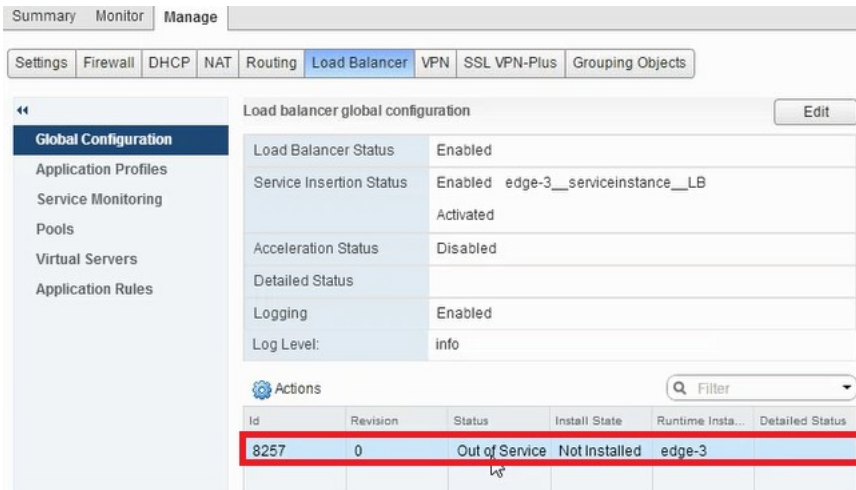 Summary Monitor Manage
Settings Firewall DHCP NAT Routing Load Balancer VPN SSL VPN-Plus Grouping Objects
Global Configuration
Application Profiles
Service Monitoring
Pools
Virtual Servers
Application Rules
Load balancer global configuration Edit
Load Balancer Status Enabled
Service Insertion Status Enabled edge-3__serviceinstance__LB
Activated
Acceleration Status Disabled
Detailed Status
Logging Enabled
Log Level: info
Actions Filter
Id Revision Status Install State Runtime Insta... Detailed Status
8257 0 Out of Service Not Installed edge-3